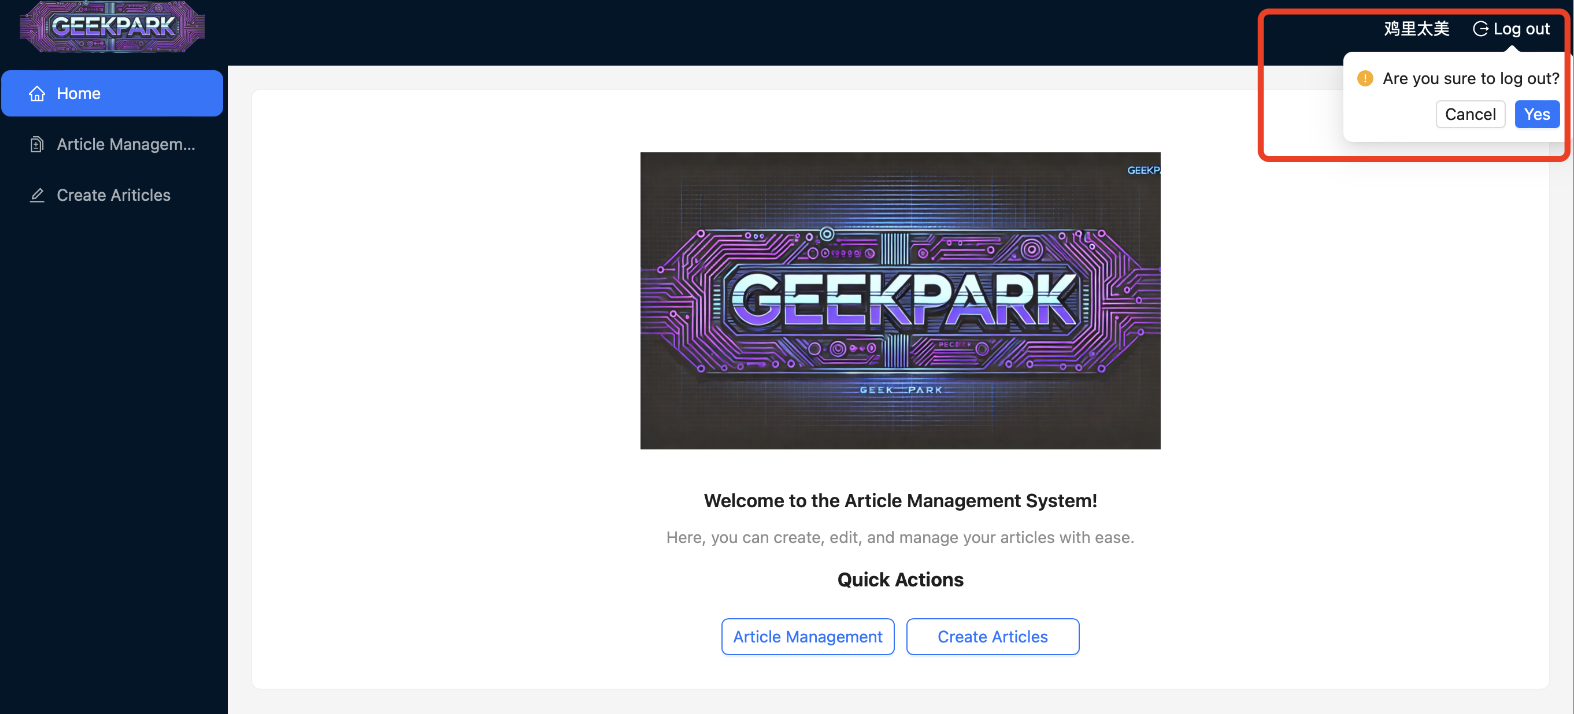 GEEKPARK
鸡里太美 Log out
Are you sure to log out?
Cancel Yes
Home
Article Managem...
Create Ariticles
GEEKPA
GEEKPARK
GEEK PARK
Welcome to the Article Management System!
Here, you can create, edit, and manage your articles with ease.
Quick Actions
Article Management Create Articles